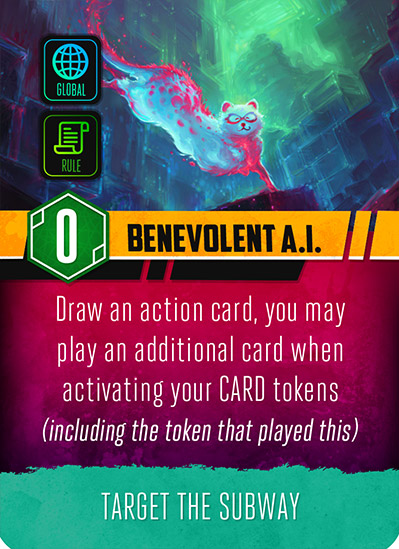 GLOBAL
RULE
0
BENEVOLENT A.I.
Draw an action card, you may
play an additional card when
activating your CARD tokens
(including the token that played this)
TARGET THE SUBWAY